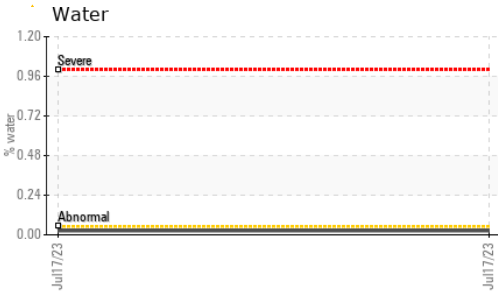 Water
1.20
Severe
0.96
0.72
% water
0.48
0.24
Abnormal
0.00
Jul17/23
Jul17/23